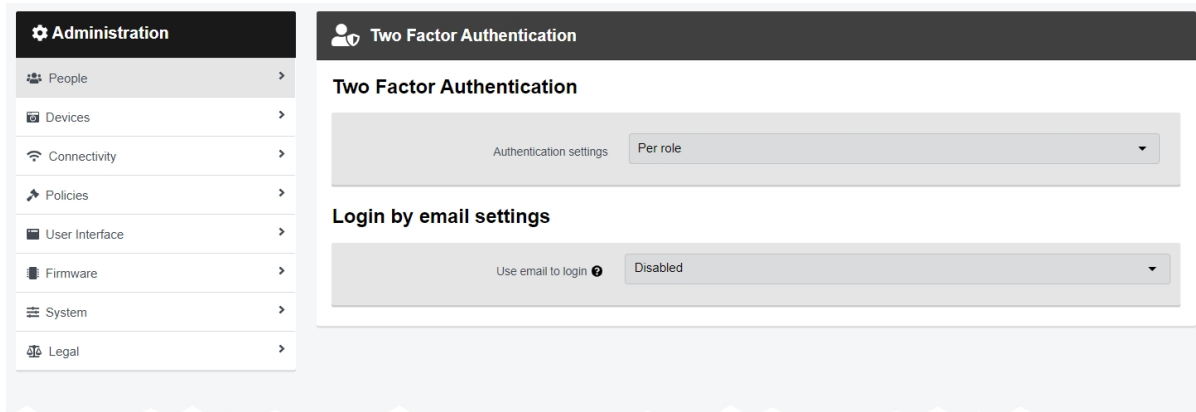 Administration
People
Devices
Connectivity
Policies
User Interface
Firmware
System
Legal
Two Factor Authentication
Two Factor Authentication
Authentication settings
Per role
Login by email settings
Use email to login
Disabled